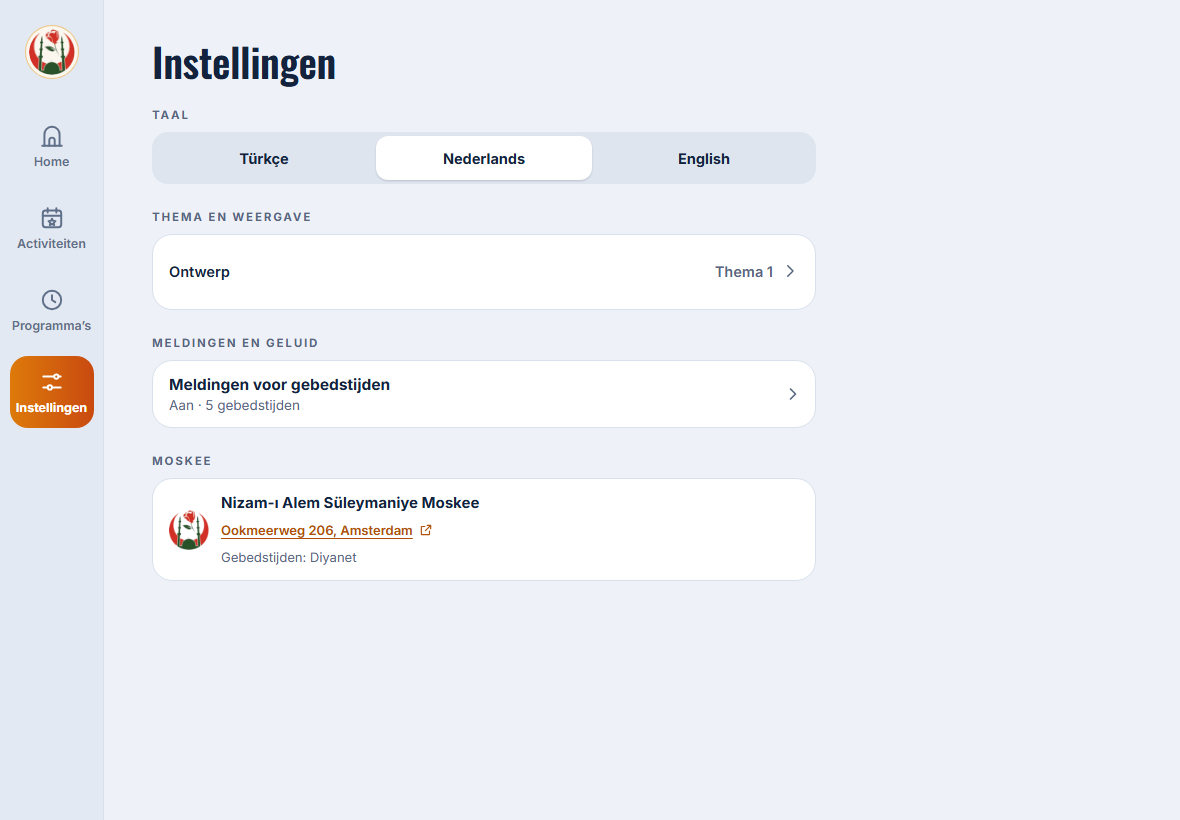 Instellingen
TAAL
Türkçe
Nederlands
English
THEMA EN WEERGAVE
Ontwerp
Thema 1
MELDINGEN EN GELUID
Meldingen voor gebedstijden
Aan · 5 gebedstijden
MOSKEE
Nizam-ı Alem Süleymaniye Moskee
Ookmeerweg 206, Amsterdam
Gebedstijden: Diyanet
Home
Activiteiten
Programma's
Instellingen